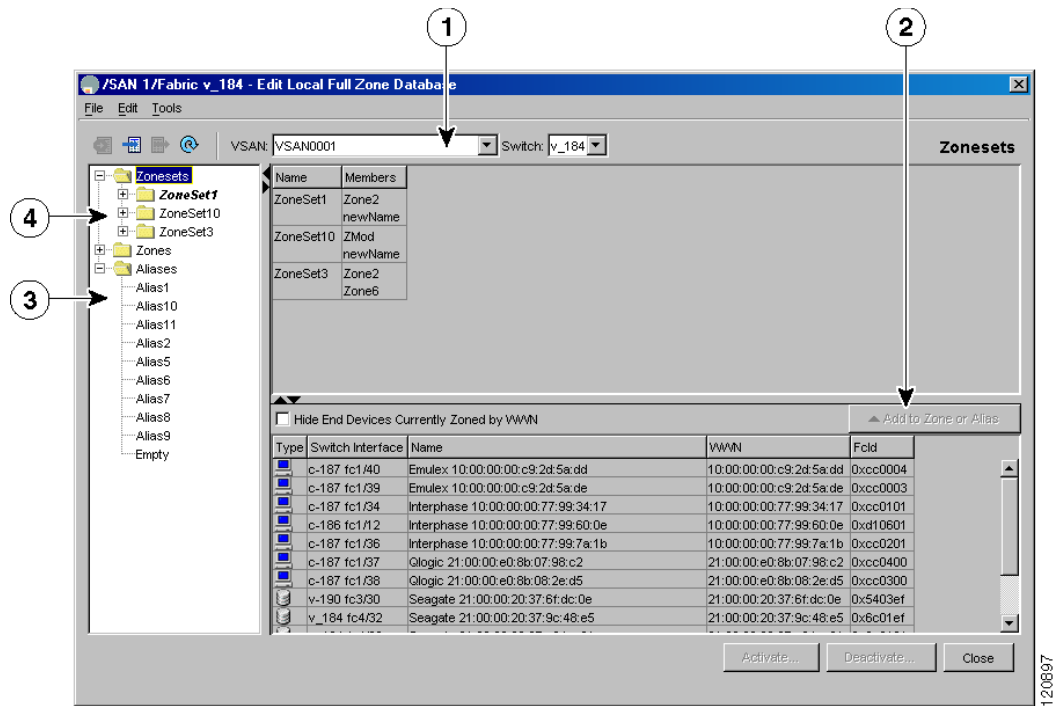 1
2
/SAN 1/Fabric v_184 - Edit Local Full Zone Database
File Edit Tools
VSAN: VSAN0001 Switch: v_184 Zonesets
Zonesets
ZoneSet1
ZoneSet10
ZoneSet3
Zones
Aliases
Alias1
Alias10
Alias11
Alias2
Alias5
Alias6
Alias7
Alias8
Alias9
Empty
4
3
Name Members
ZoneSet1 Zone2
newName
ZoneSet10 ZMod
newName
ZoneSet3 Zone2
Zone6
Hide End Devices Currently Zoned by WWN Add to Zone or Alias
Type Switch Interface Name WWN FcId
c-187 fc1/40 Emulex 10:00:00:00:c9:2d:5a:dd 10:00:00:00:c9:2d:5a:dd 0xcc0004
c-187 fc1/39 Emulex 10:00:00:00:c9:2d:5a:de 10:00:00:00:c9:2d:5a:de 0xcc0003
c-187 fc1/34 Interphase 10:00:00:00:77:99:34:17 10:00:00:00:77:99:34:17 0xcc0101
c-186 fc1/12 Interphase 10:00:00:00:77:99:60:0e 10:00:00:00:77:99:60:0e 0xd10601
c-187 fc1/36 Interphase 10:00:00:00:77:99:7a:1b 10:00:00:00:77:99:7a:1b 0xcc0201
c-187 fc1/37 Qlogic 21:00:00:e0:8b:07:98:c2 21:00:00:e0:8b:07:98:c2 0xcc0400
c-187 fc1/38 Qlogic 21:00:00:e0:8b:08:2e:d5 21:00:00:e0:8b:08:2e:d5 0xcc0300
v-190 fc3/30 Seagate 21:00:00:20:37:6f:dc:0e 21:00:00:20:37:6f:dc:0e 0x5403ef
v_184 fc4/32 Seagate 21:00:00:20:37:9c:48:e5 21:00:00:20:37:9c:48:e5 0x6c01ef
Activate... Deactivate... Close
120897